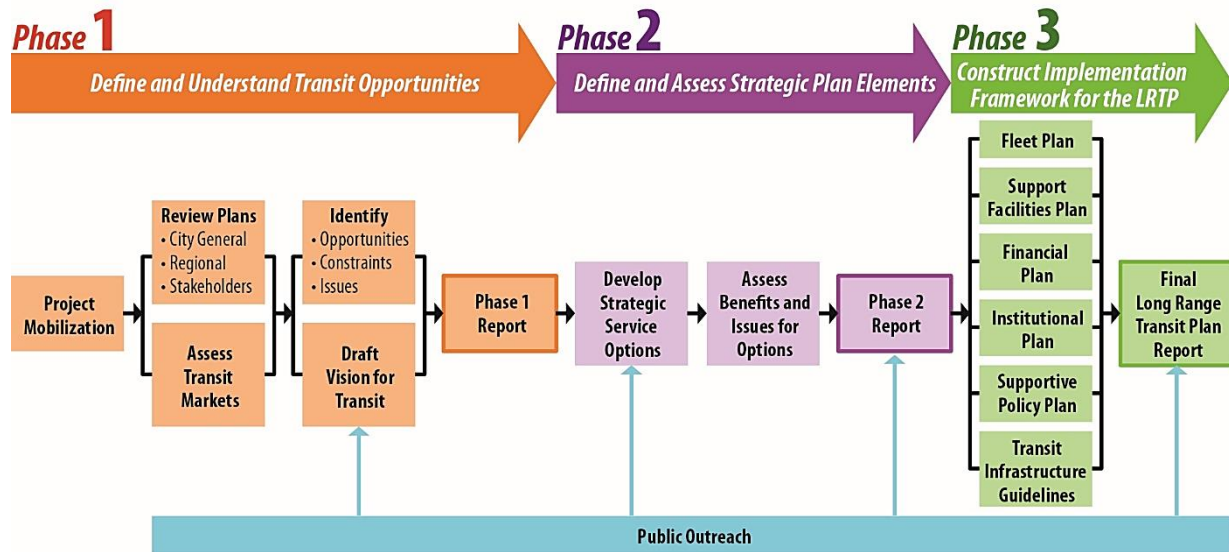 Phase 1
Define and Understand Transit Opportunities
Phase 2
Define and Assess Strategic Plan Elements
Phase 3
Construct Implementation
Framework for the LRTP
Project
Mobilization
Review Plans
• City General
• Regional
• Stakeholders
Assess
Transit
Markets
Identify
• Opportunities
• Constraints
• Issues
Draft
Vision for
Transit
Phase 1
Report
Develop
Strategic
Service
Options
Assess
Benefits and
Issues for
Options
Phase 2
Report
Fleet Plan
Support
Facilities Plan
Financial
Plan
Institutional
Plan
Supportive
Policy Plan
Transit
Infrastructure
Guidelines
Final
Long Range
Transit Plan
Report
Public Outreach